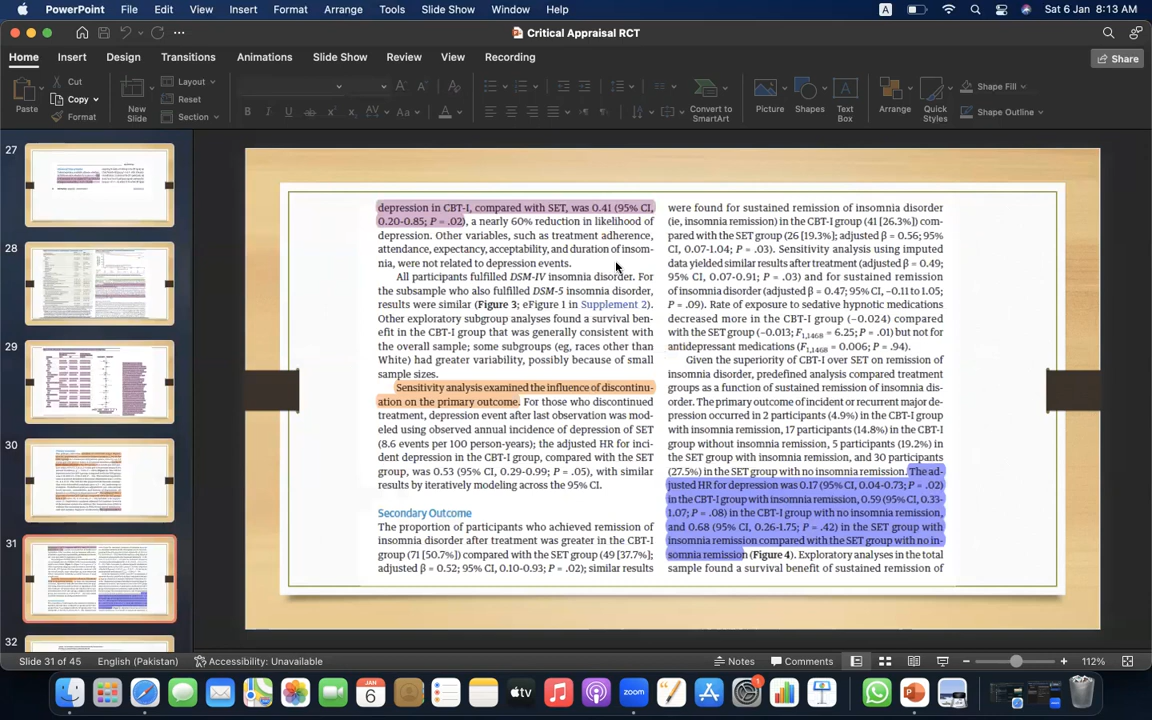 PowerPoint File Edit View Insert Format Arrange Tools Slide Show Window Help
A Sat 6 Jan 8:13 AM
Critical Appraisal RCT
Home Insert Design Transitions Animations Slide Show Review View Recording
Share
Paste
Cut
Copy
Format
New Slide
Layout
Reset
Section
Convert to SmartArt
Picture
Shapes
Text Box
Arrange
Quick Styles
Shape Fill
Shape Outline
27
28
29
30
31
32
depression in CBT-I, compared with SET, was 0.41 (95% CI,
0.20-0.85; P = .02), a nearly 60% reduction in likelihood of
depression. Other variables, such as treatment adherence,
attendance, expectancy, acceptability, and duration of insom-
nia, were not related to depression events.
All participants fulfilled DSM-IV insomnia disorder. For
the subsample who also fulfilled DSM-5 insomnia disorder,
results were similar (Figure 3; eFigure 1 in Supplement 2).
Other exploratory subgroup analyses found a survival ben-
efit in the CBT-I group that was generally consistent with
the overall sample; some subgroups (eg, races other than
White) had greater variability, possibly because of small
sample sizes.
Sensitivity analysis examined the influence of discontinu-
ation on the primary outcome. For those who discontinued
treatment, depression event after last observation was mod-
eled using observed annual incidence of depression of SET
(8.6 events per 100 person-years); the adjusted HR for inci-
dent depression in the CBT-I group, compared with the SET
group, was 0.53 (95% CI, 0.29-0.99; P = .05), with similar
results by iteratively modeling across the 95% CI.
Secondary Outcome
The proportion of participants who achieved remission of
insomnia disorder after treatment was greater in the CBT-I
group (71 [50.7%]) compared with the SET group (49 [37.7%];
adjusted β = 0.52; 95% CI, 0.10-0.93; P = .02); similar results
were found for sustained remission of insomnia disorder
(ie, insomnia remission) in the CBT-I group (41 [26.3%]) com-
pared with the SET group (26 [19.3%]; adjusted β = 0.56; 95%
CI, 0.07-1.04; P = .03). Sensitivity analysis using imputed
data yielded similar results after treatment (adjusted β = 0.49;
95% CI, 0.07-0.91; P = .03) and for sustained remission
of insomnia disorder (adjusted β = 0.47; 95% CI, −0.11 to 1.05;
P = .09). Rate of exposure to sedative hypnotic medications
decreased more in the CBT-I group (−0.024) compared
with the SET group (−0.013; F1,1468 = 6.25; P = .01) but not for
antidepressant medications (F1,1468 = 0.006; P = .94).
Given the superiority of CBT-I over SET on remission of
insomnia disorder, predefined analysis compared treatment
groups as a function of sustained remission of insomnia dis-
order. The primary outcome of incident or recurrent major de-
pression occurred in 2 participants (4.9%) in the CBT-I group
with insomnia remission, 17 participants (14.8%) in the CBT-I
group without insomnia remission, 5 participants (19.2%) in
the SET group with insomnia remission, and 30 participants
(27.5%) in the SET group with no insomnia remission. The ad-
justed HR for depression was 0.17 (95% CI, 0.04-0.73; P = .02)
in the CBT-I group with insomnia remission, 0.59 (95% CI, 0.33-
1.07; P = .08) in the CBT-I group with no insomnia remission,
and 0.68 (95% CI, 0.26-1.75; P = .42) in the SET group with
insomnia remission compared with the SET group with no in-
somnia remission (Figure 4). Exploratory analyses in the total
sample found a survival benefit of sustained remission of
Slide 31 of 45 English (Pakistan) Accessibility: Unavailable Notes Comments 112%
JAN
6
tv
zoom
1